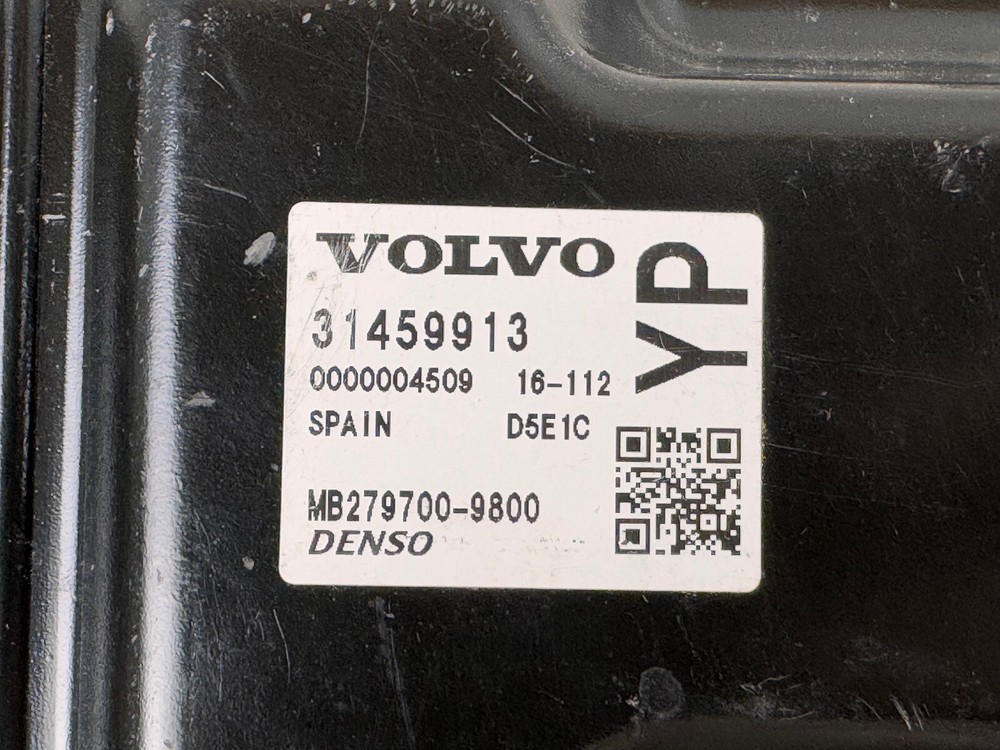 VOLVO
31459913
0000004509 16-112
SPAIN D5E1C
MB279700-9800
DENSO
YP